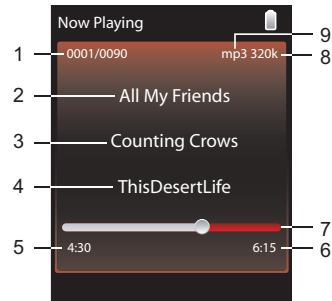 Now Playing
9
1 0001/0090 mp3 320k 8
2 All My Friends
3 Counting Crows
4 ThisDesertLife
7
5 4:30 6:15 6